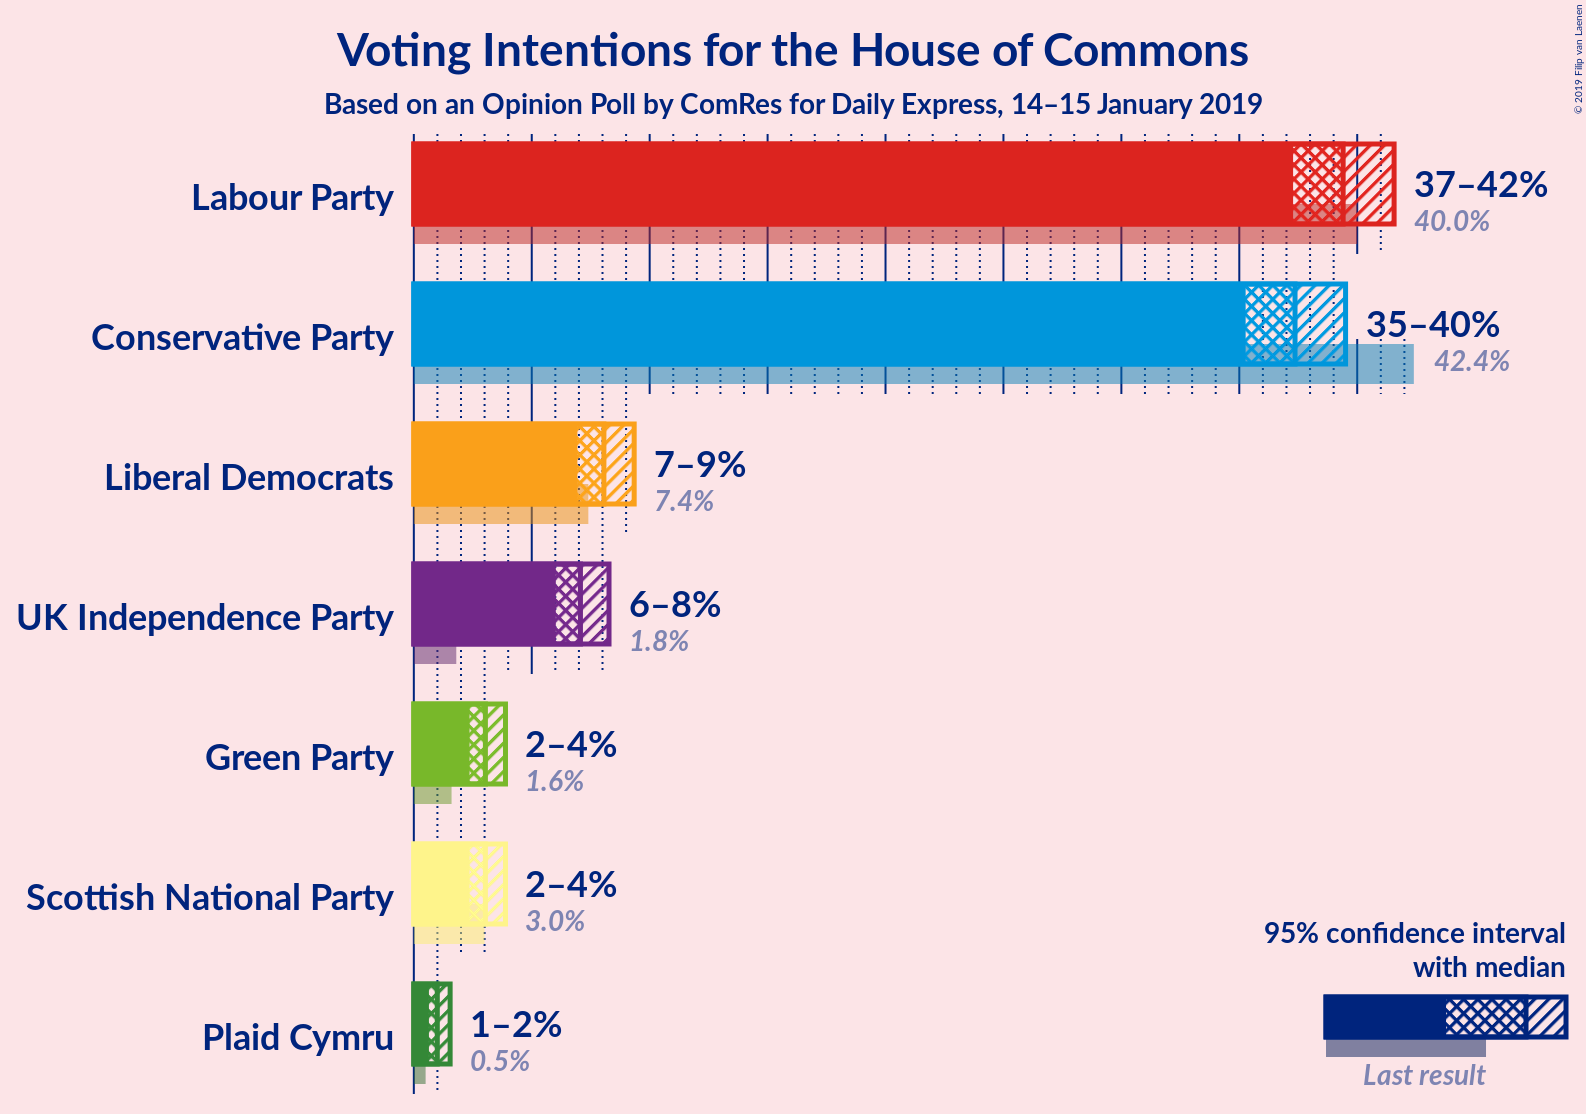 Voting Intentions for the House of Commons
Based on an Opinion Poll by ComRes for Daily Express, 14–15 January 2019
© 2019 Filip van Laenen
Labour Party
37–42%
40.0%
Conservative Party
35–40%
42.4%
Liberal Democrats
7–9%
7.4%
UK Independence Party
6–8%
1.8%
Green Party
2–4%
1.6%
Scottish National Party
2–4%
3.0%
Plaid Cymru
1–2%
0.5%
95% confidence interval
with median
Last result